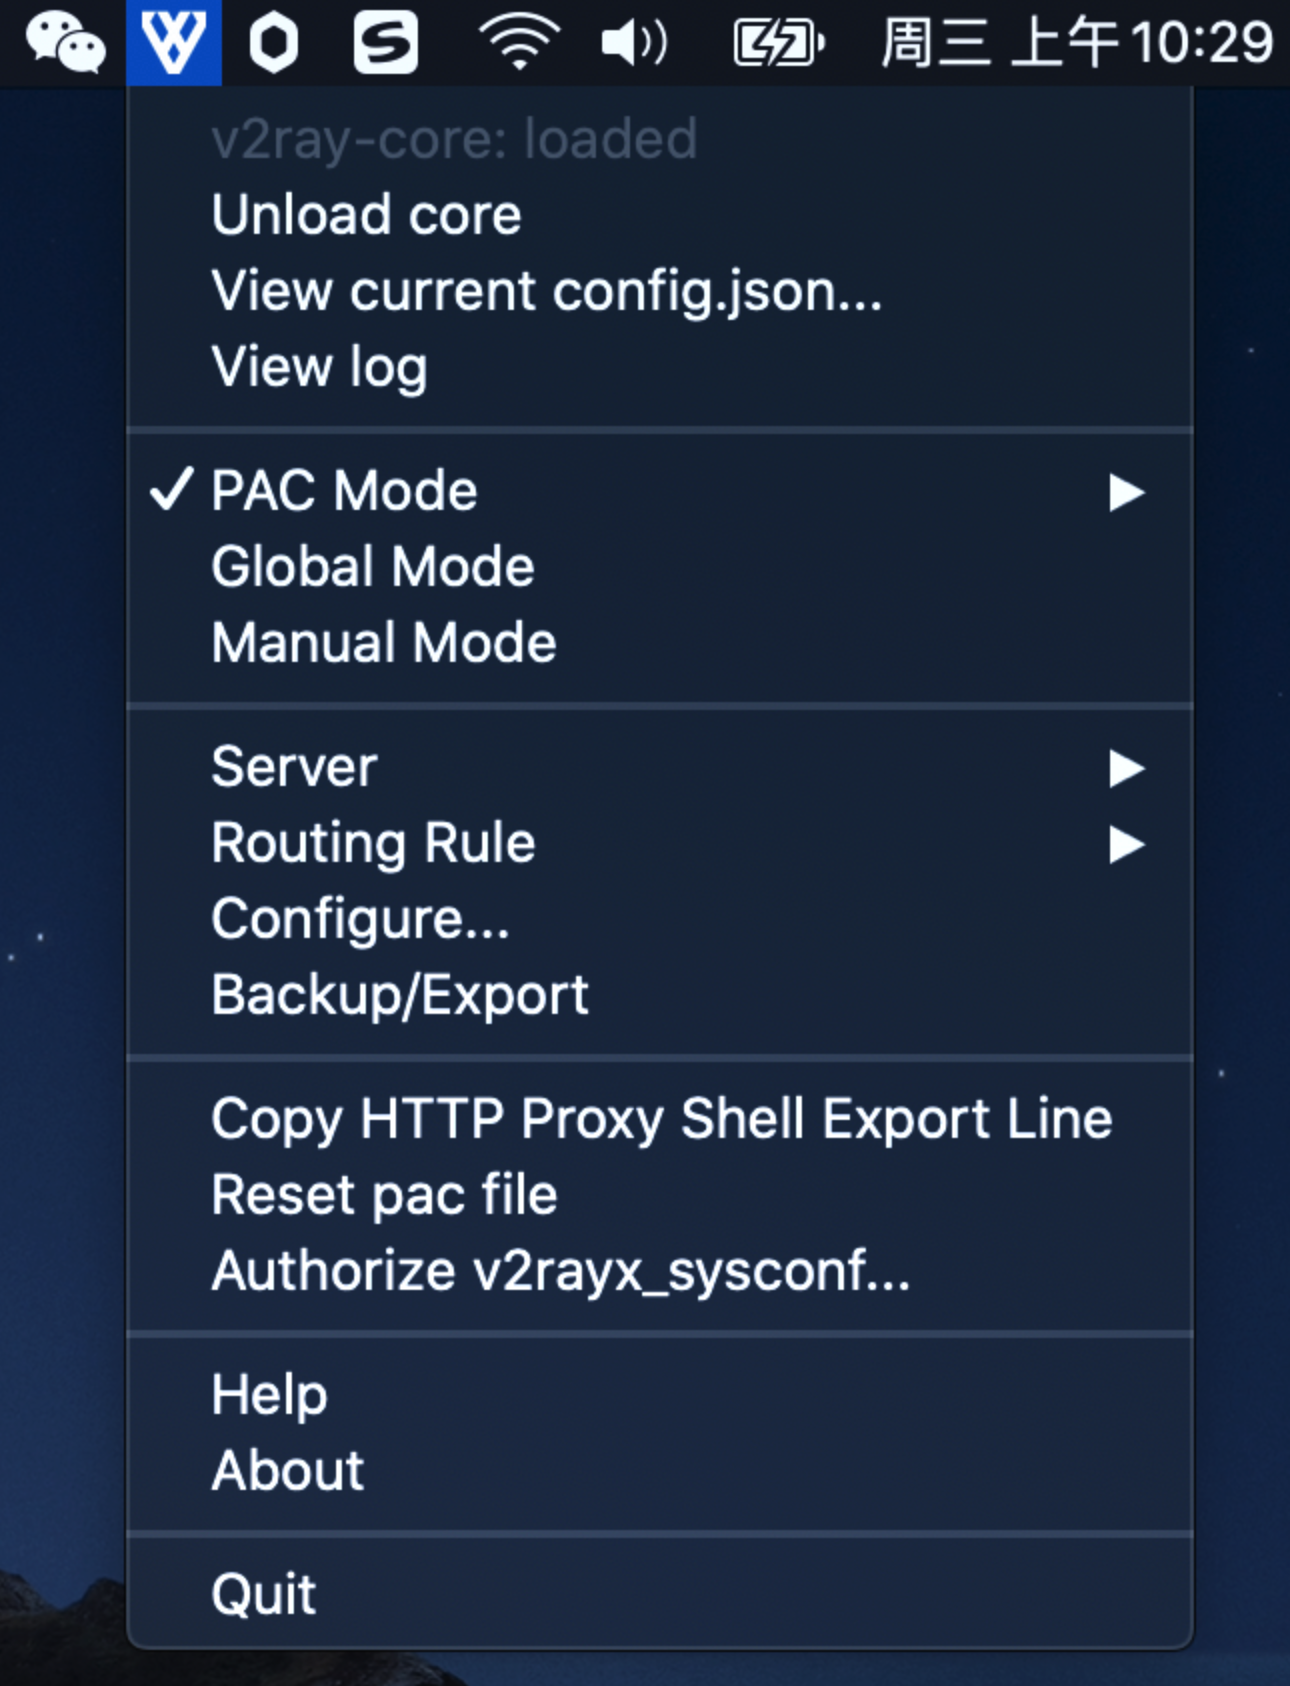 周三 上午10:29
v2ray-core: loaded
Unload core
View current config.json...
View log
PAC Mode
Global Mode
Manual Mode
Server
Routing Rule
Configure...
Backup/Export
Copy HTTP Proxy Shell Export Line
Reset pac file
Authorize v2rayx_sysconf...
Help
About
Quit